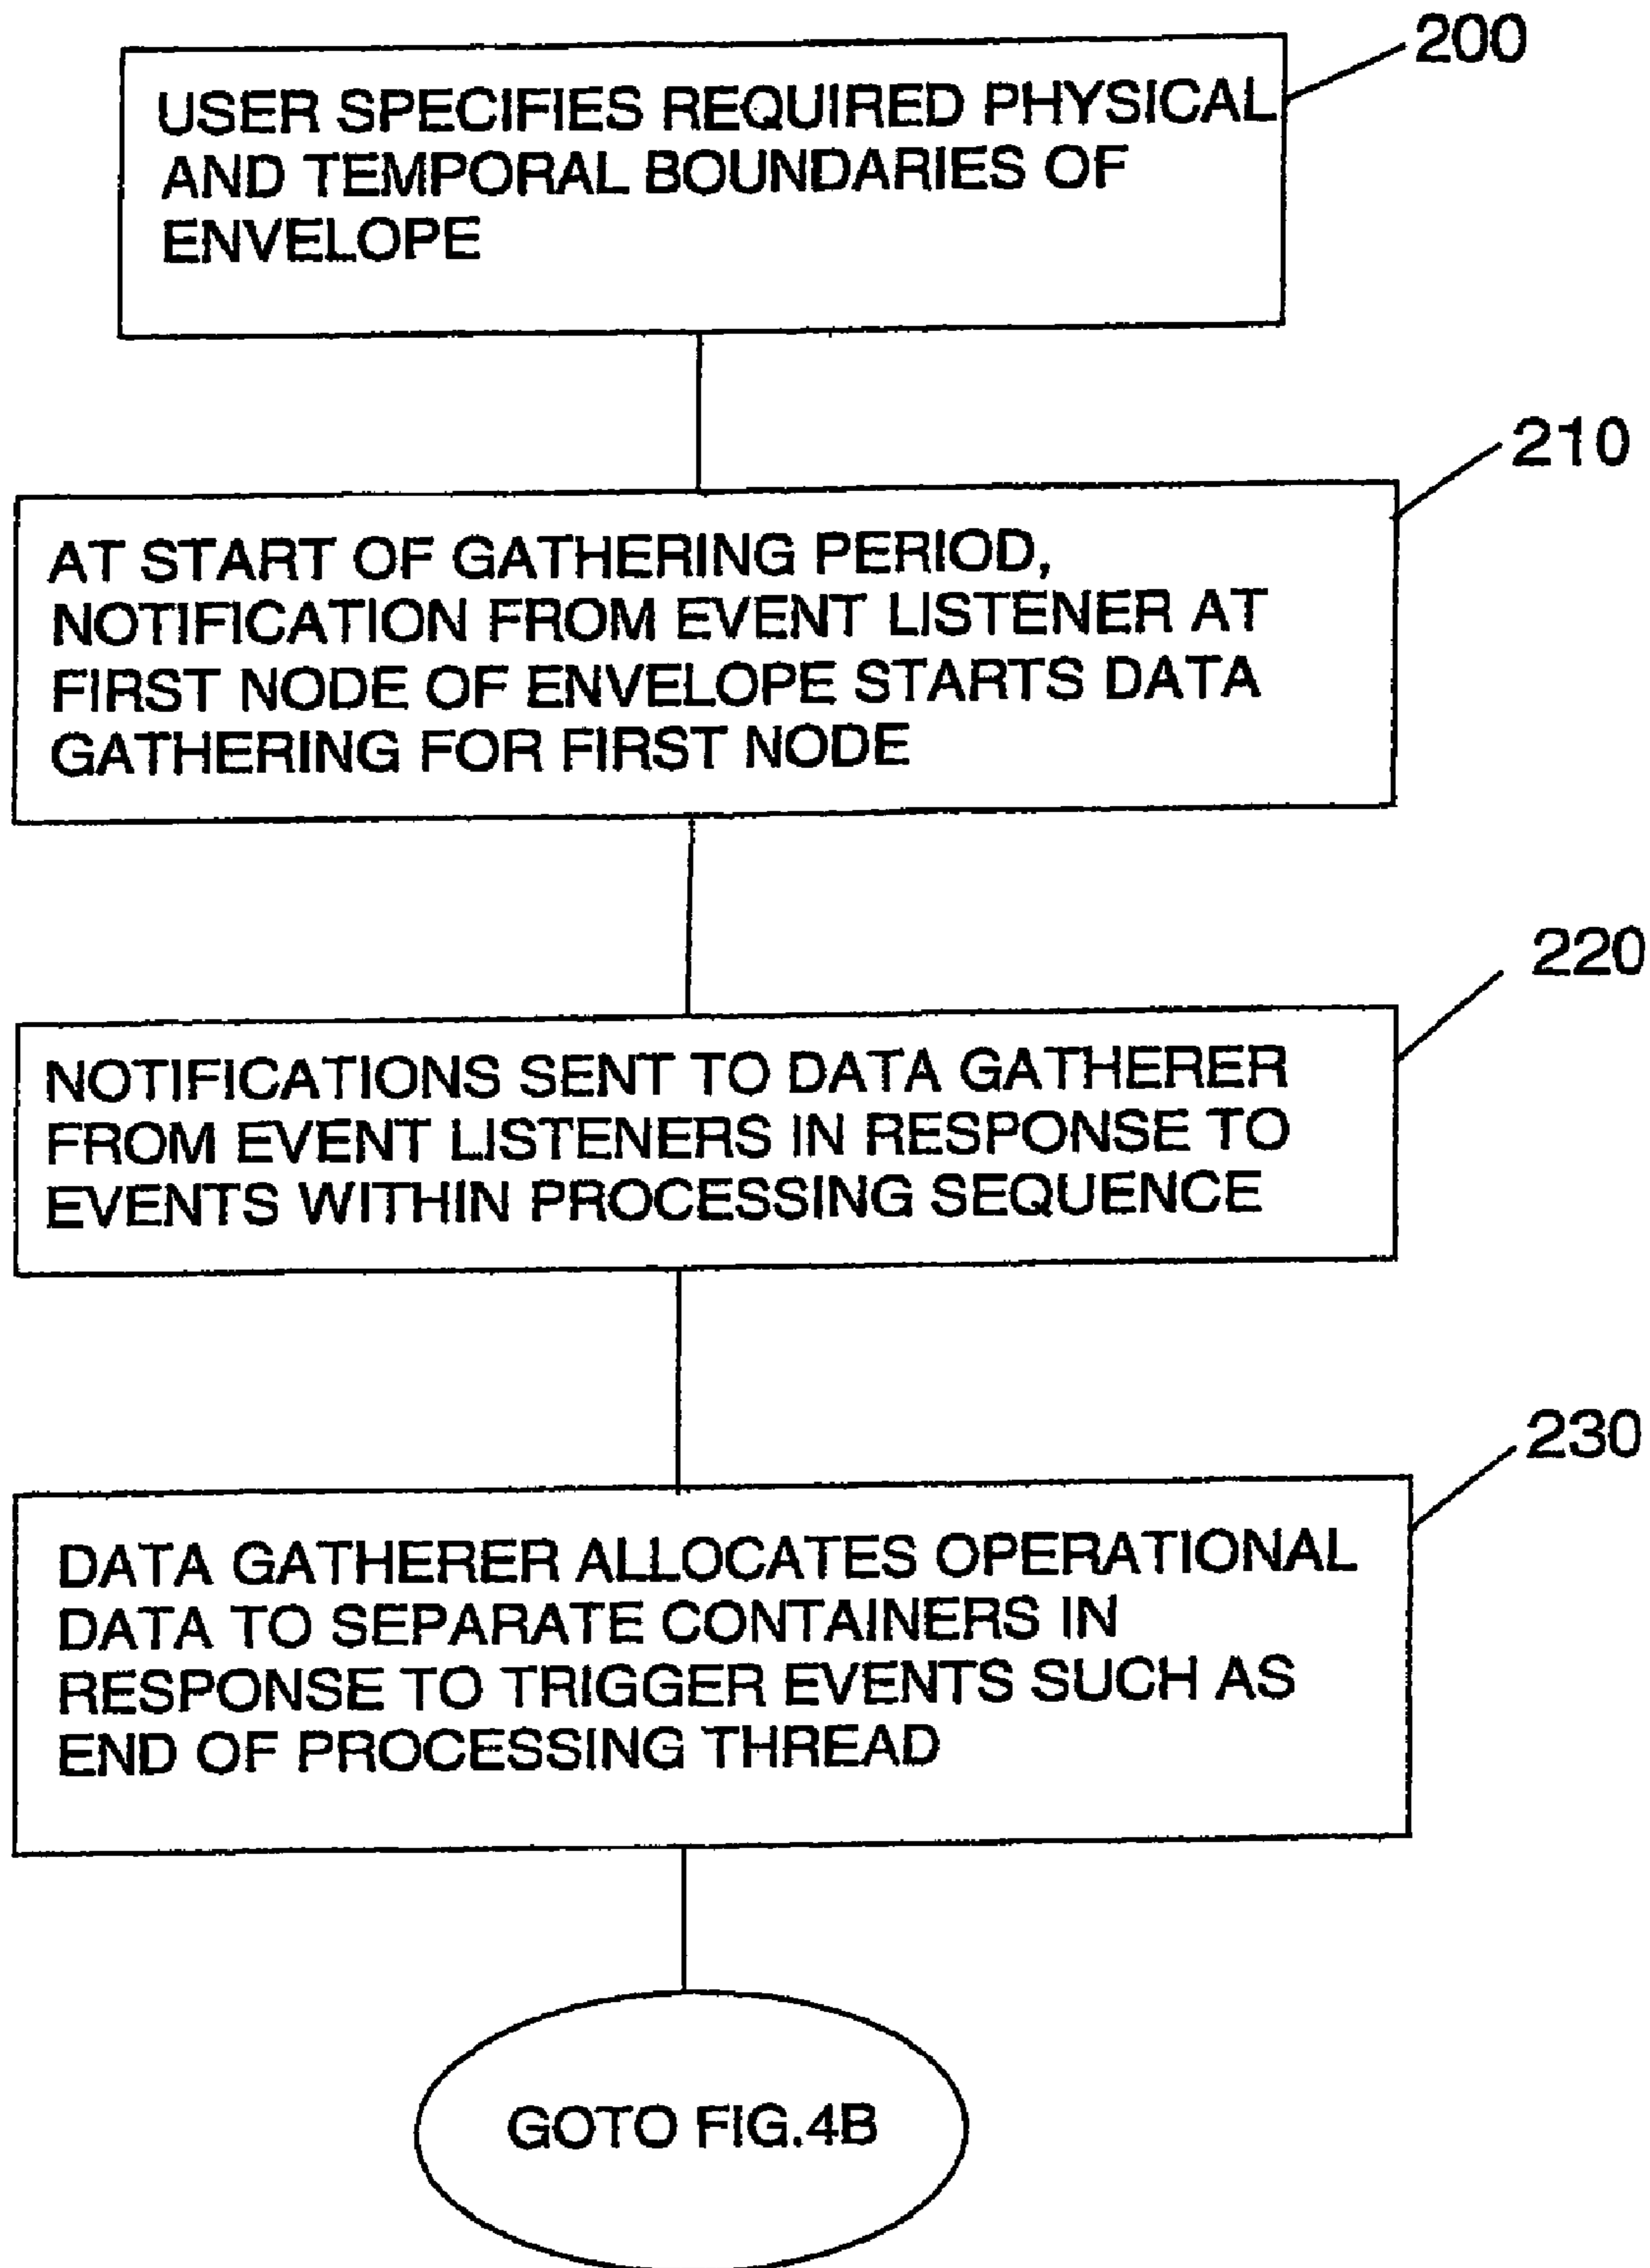 200
USER SPECIFIES REQUIRED PHYSICAL
AND TEMPORAL BOUNDARIES OF
ENVELOPE
210
AT START OF GATHERING PERIOD,
NOTIFICATION FROM EVENT LISTENER AT
FIRST NODE OF ENVELOPE STARTS DATA
GATHERING FOR FIRST NODE
220
NOTIFICATIONS SENT TO DATA GATHERER
FROM EVENT LISTENERS IN RESPONSE TO
EVENTS WITHIN PROCESSING SEQUENCE
230
DATA GATHERER ALLOCATES OPERATIONAL
DATA TO SEPARATE CONTAINERS IN
RESPONSE TO TRIGGER EVENTS SUCH AS
END OF PROCESSING THREAD
GOTO FIG.4B